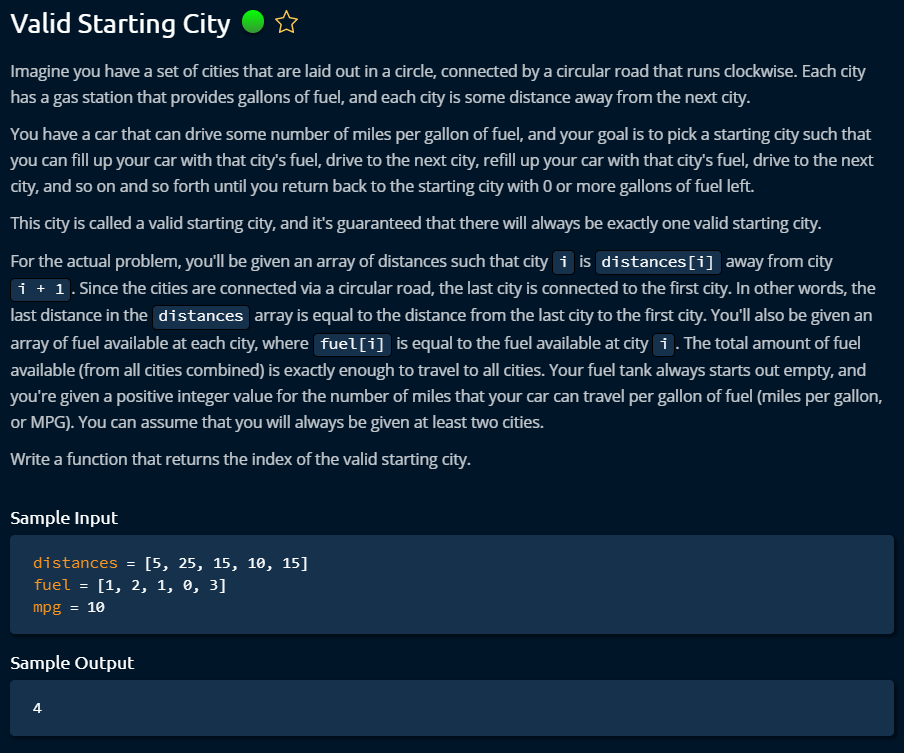 Valid Starting City
Imagine you have a set of cities that are laid out in a circle, connected by a circular road that runs clockwise. Each city
has a gas station that provides gallons of fuel, and each city is some distance away from the next city.
You have a car that can drive some number of miles per gallon of fuel, and your goal is to pick a starting city such that
you can fill up your car with that city's fuel, drive to the next city, refill up your car with that city's fuel, drive to the next
city, and so on and so forth until you return back to the starting city with 0 or more gallons of fuel left.
This city is called a valid starting city, and it's guaranteed that there will always be exactly one valid starting city.
For the actual problem, you'll be given an array of distances such that city i is distances[i] away from city
i + 1. Since the cities are connected via a circular road, the last city is connected to the first city. In other words, the
last distance in the distances array is equal to the distance from the last city to the first city. You'll also be given an
array of fuel available at each city, where fuel[i] is equal to the fuel available at city i. The total amount of fuel
available (from all cities combined) is exactly enough to travel to all cities. Your fuel tank always starts out empty, and
you're given a positive integer value for the number of miles that your car can travel per gallon of fuel (miles per gallon,
or MPG). You can assume that you will always be given at least two cities.
Write a function that returns the index of the valid starting city.
Sample Input
distances = [5, 25, 15, 10, 15]
fuel = [1, 2, 1, 0, 3]
mpg = 10
Sample Output
4